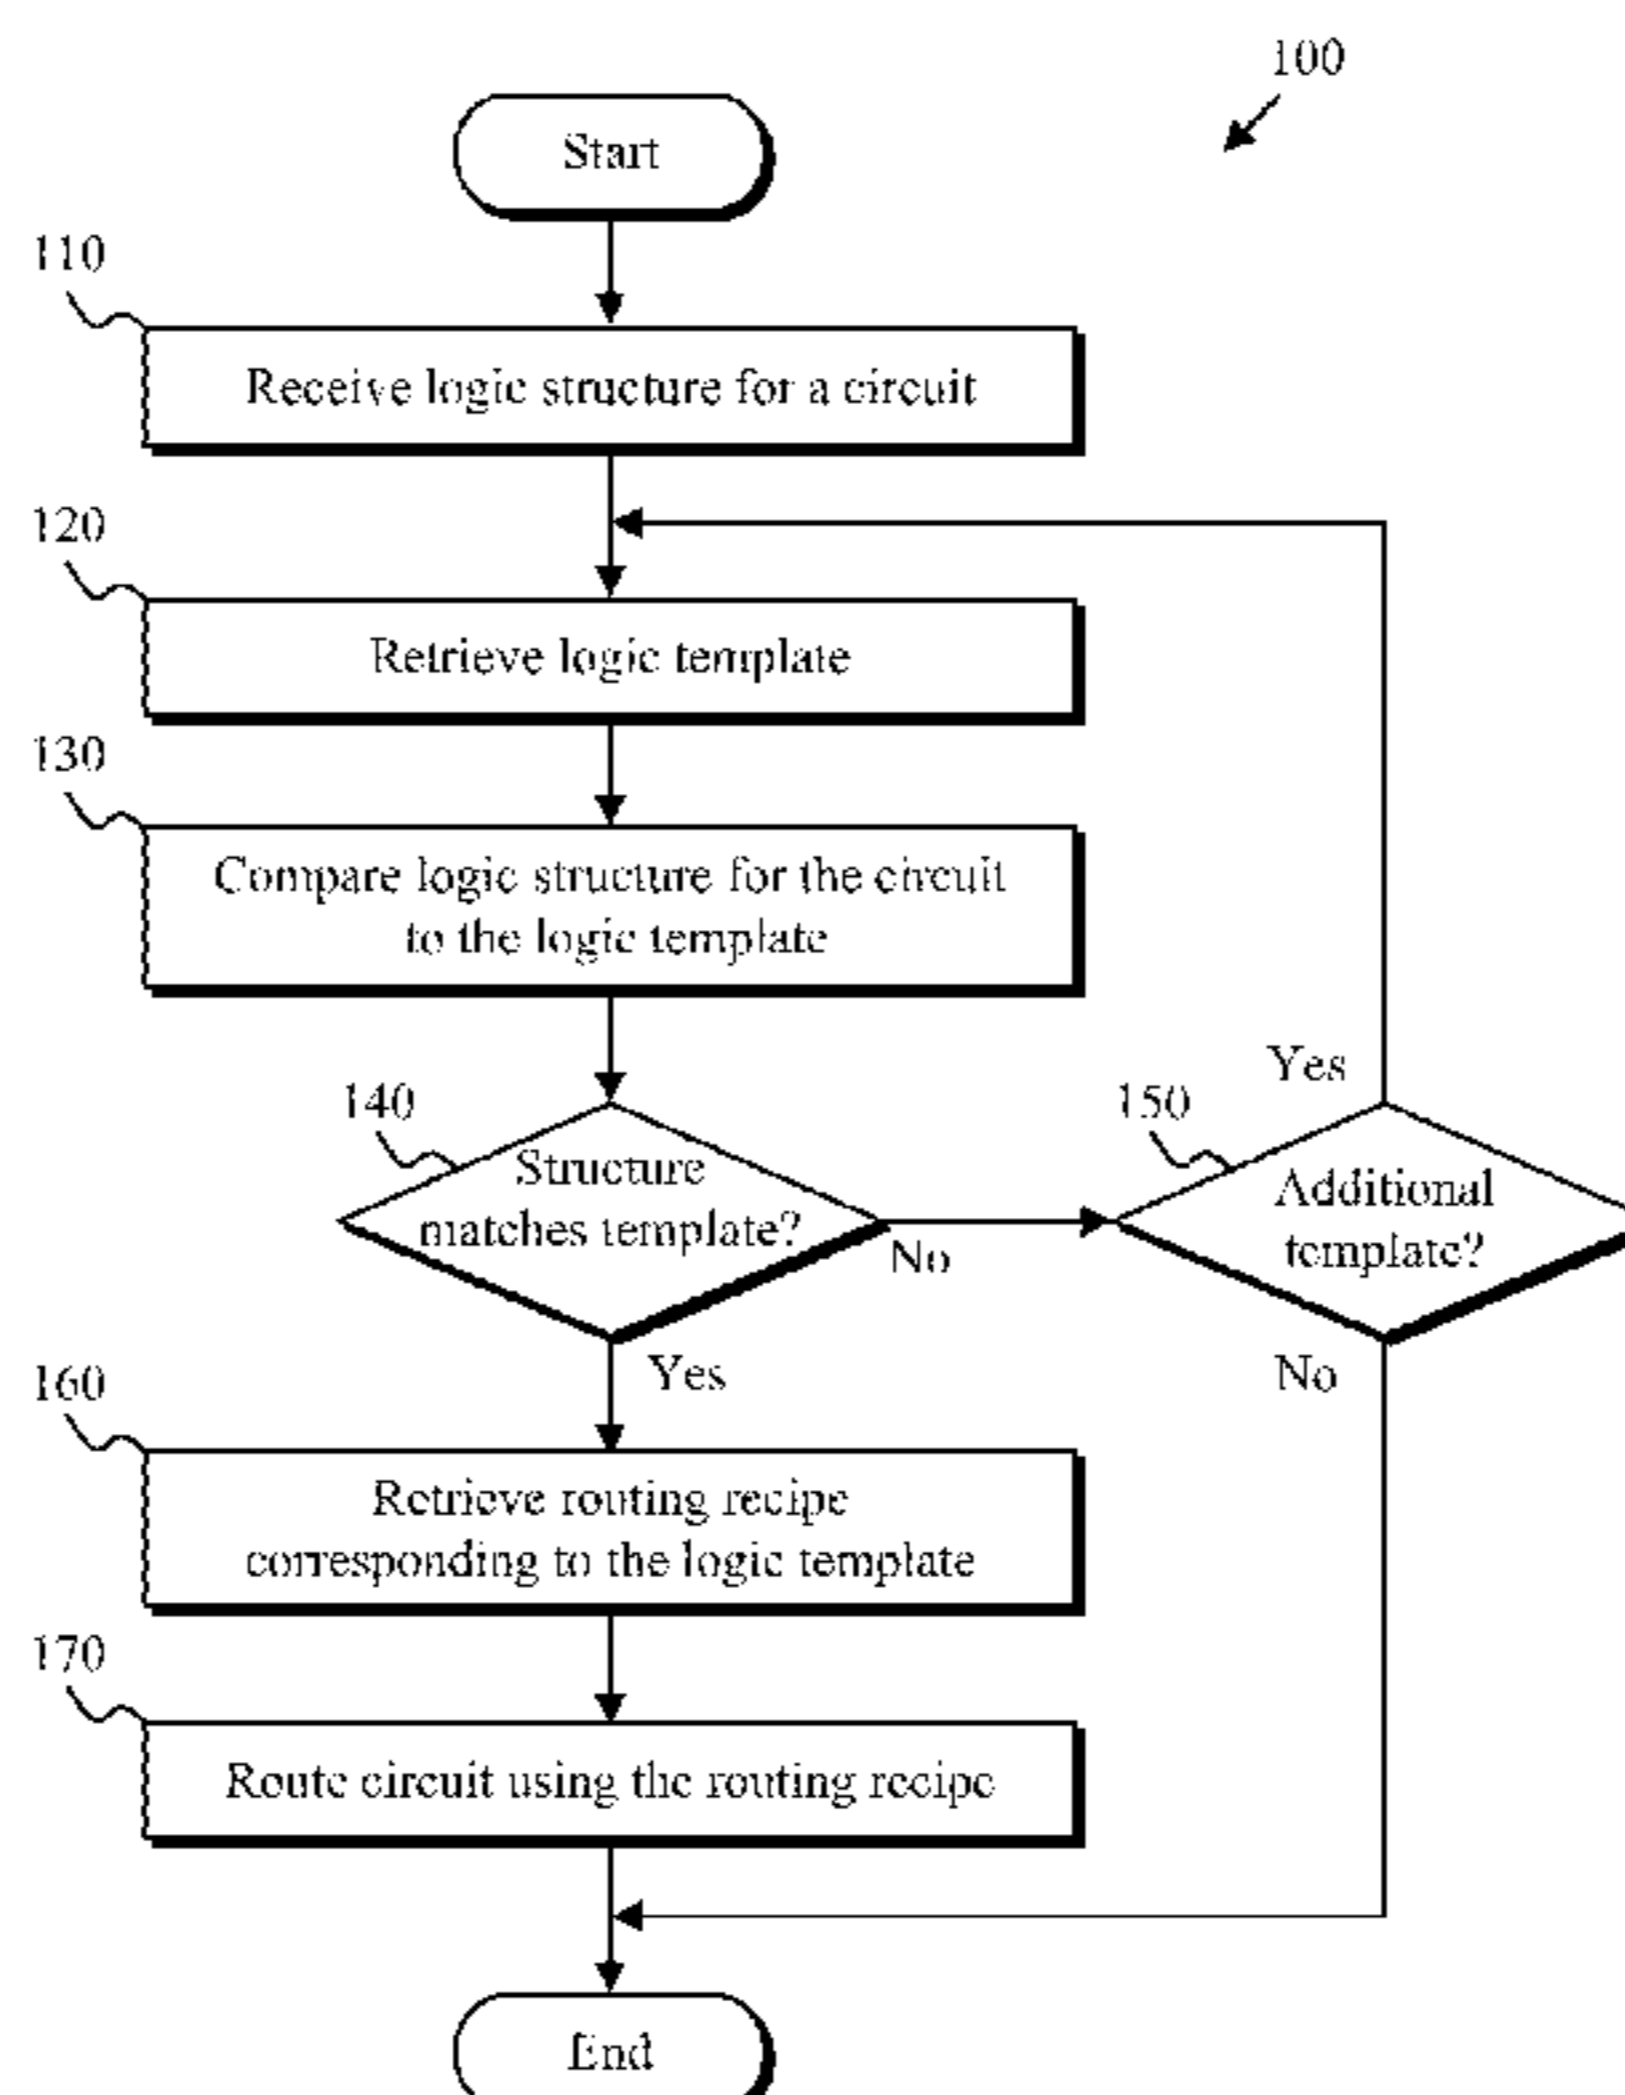 100
Start
110
Receive logic structure for a circuit
120
Retrieve logic template
130
Compare logic structure for the circuit
to the logic template
140
Structure
matches template?
No
Yes
150
Additional
template?
Yes
No
160
Retrieve routing recipe
corresponding to the logic template
170
Route circuit using the routing recipe
End